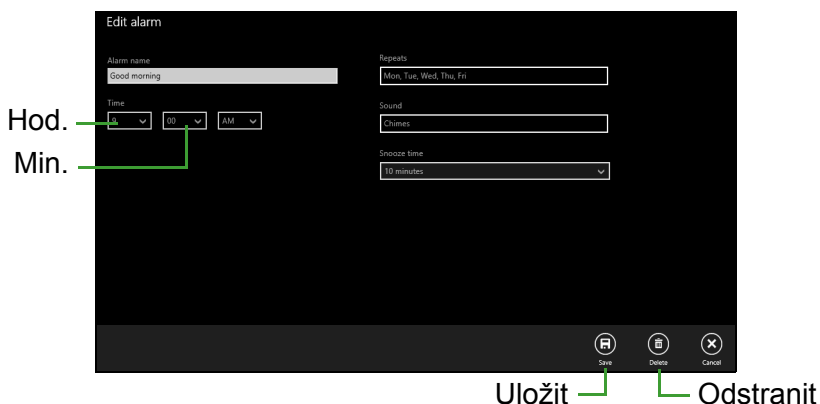 Edit alarm
Alarm name
Good morning
Time
9 00 AM
Repeats
Mon, Tue, Wed, Thu, Fri
Sound
Chimes
Snooze time
10 minutes
Hod.
Min.
Save Delete Cancel
Uložit Odstranit